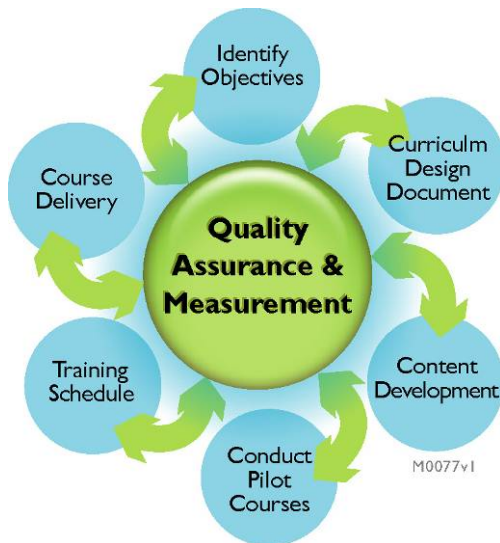 Identify
Objectives
Curriculm
Design
Document
Content
Development
Conduct
Pilot
Courses
Training
Schedule
Course
Delivery
Quality
Assurance &
Measurement
M0077v1